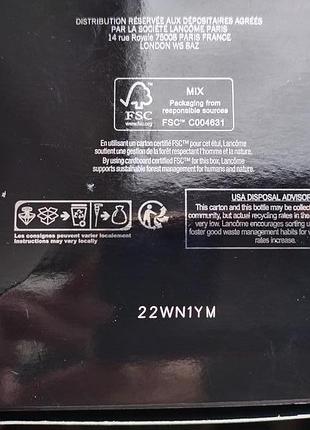 DISTRIBUTION RÉSERVÉE AUX DÉPOSITAIRES AGRÉÉS
PAR LA SOCIÉTÉ LANCÔME PARIS
14 rue Royale 75008 PARIS FRANCE
LONDON W6 8AZ
FSC
www.fsc.org
MIX
Packaging from
responsible sources
FSC™ C004631
En utilisant un carton certifié FSC™ pour cet étui, Lancôme
soutient une gestion de la forêt respectant l'homme et la nature.
By using cardboard certified FSC™ for this box, Lancôme
supports sustainable forest management for humans and nature.
Les consignes peuvent varier localement
Instructions may vary locally
USA DISPOSAL ADVISOR
This carton and this bottle may be collec
community, but actual recycling rates in the
very low. Lancôme encourages sorting
foster good waste management habits for
rates increase.
22WN1YM